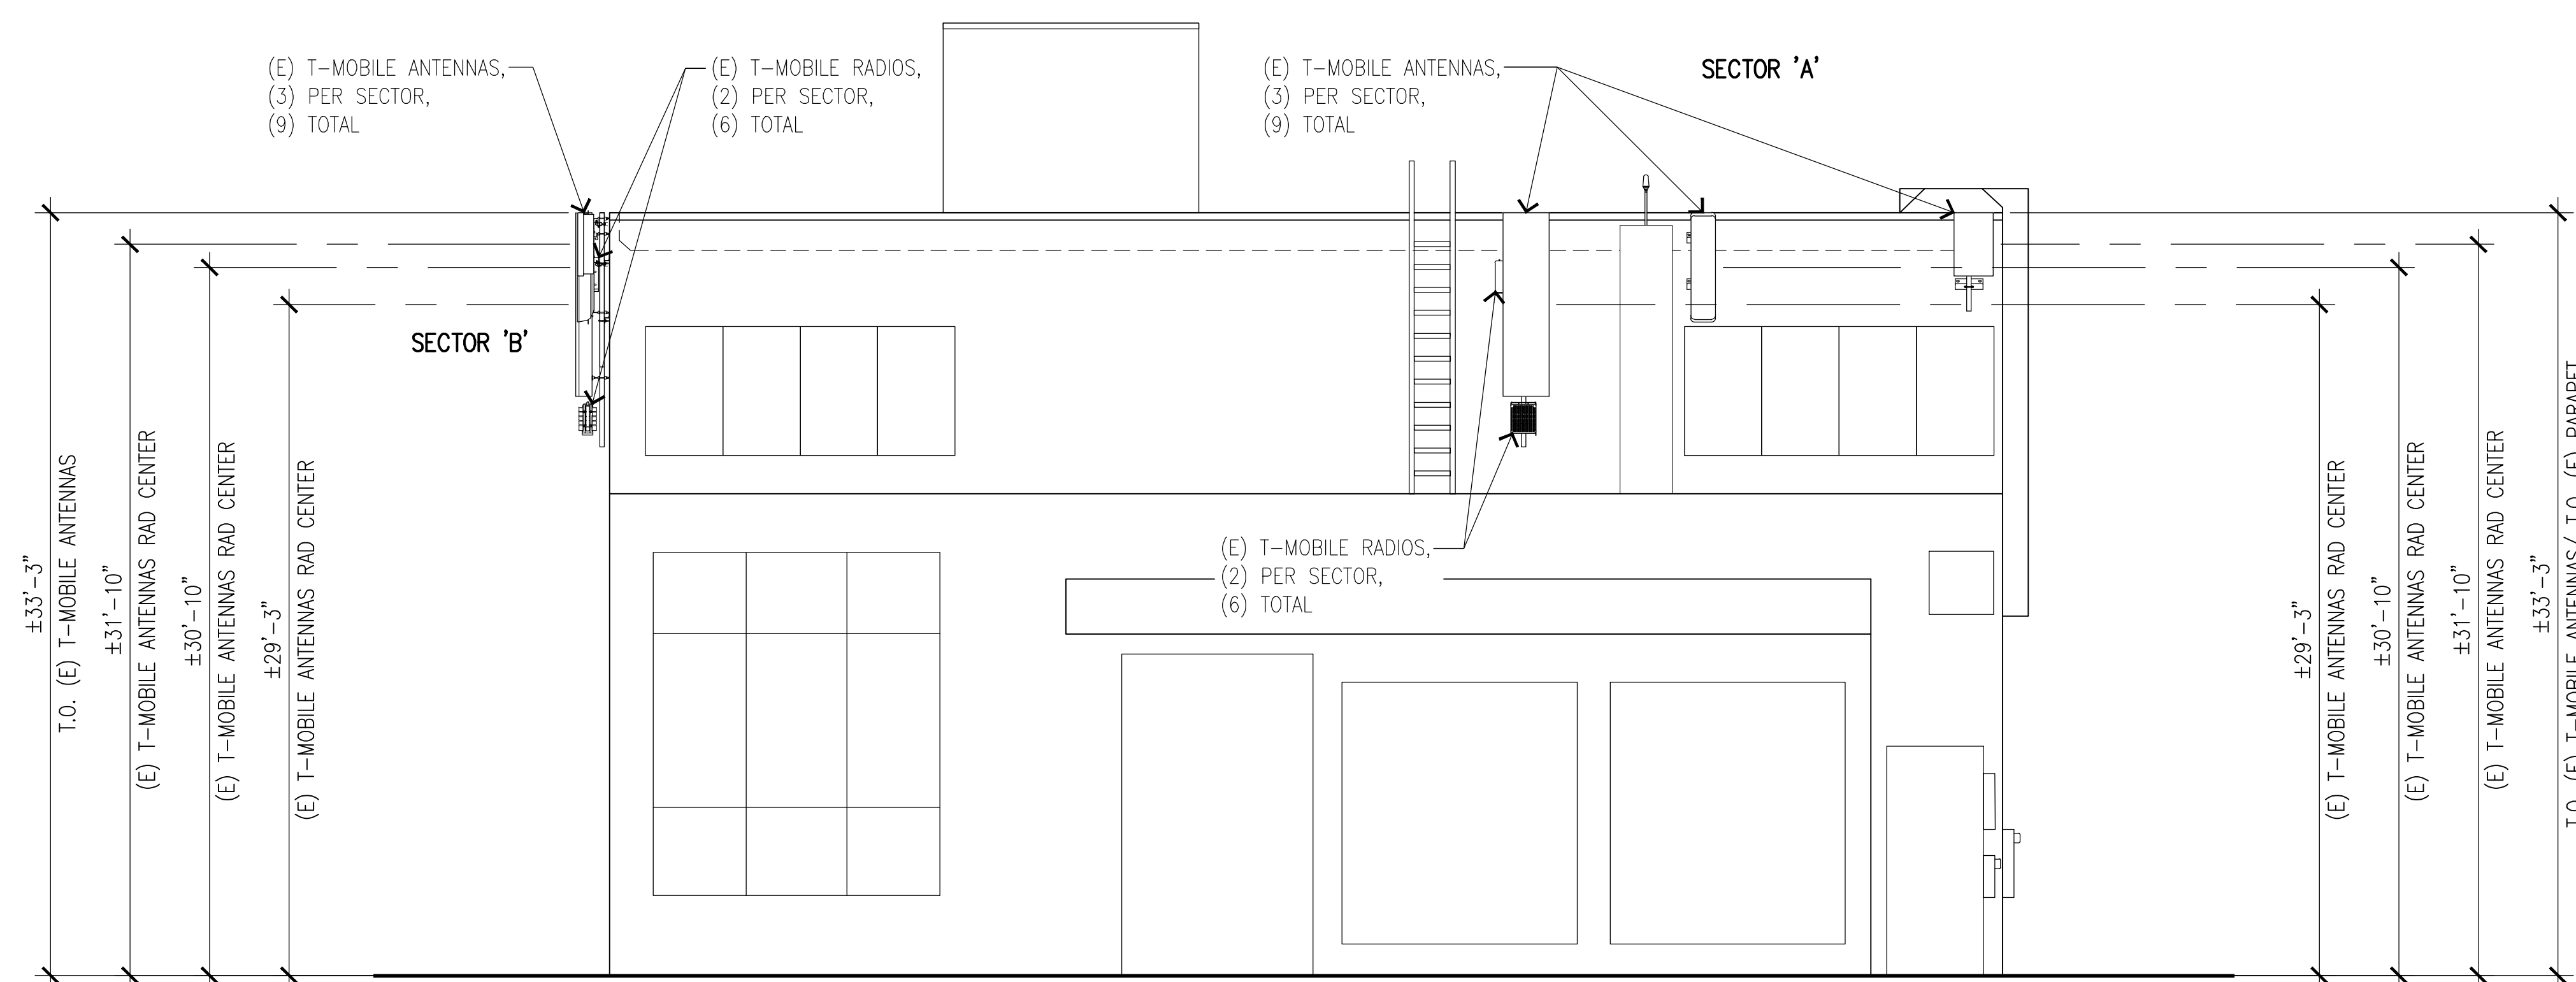 (E) T-MOBILE ANTENNAS,
(3) PER SECTOR,
(9) TOTAL
(E) T-MOBILE RADIOS,
(2) PER SECTOR,
(6) TOTAL
(E) T-MOBILE ANTENNAS,
(3) PER SECTOR,
(9) TOTAL
SECTOR 'A'
SECTOR 'B'
(E) T-MOBILE RADIOS,
(2) PER SECTOR,
(6) TOTAL
±33'-3"
T.O. (E) T-MOBILE ANTENNAS
±31'-10"
(E) T-MOBILE ANTENNAS RAD CENTER
±30'-10"
(E) T-MOBILE ANTENNAS RAD CENTER
±29'-3"
(E) T-MOBILE ANTENNAS RAD CENTER
±29'-3"
(E) T-MOBILE ANTENNAS RAD CENTER
±30'-10"
(E) T-MOBILE ANTENNAS RAD CENTER
±31'-10"
(E) T-MOBILE ANTENNAS RAD CENTER
±33'-3"
T.O. (E) T-MOBILE ANTENNAS/ T.O. (E) PARAPET